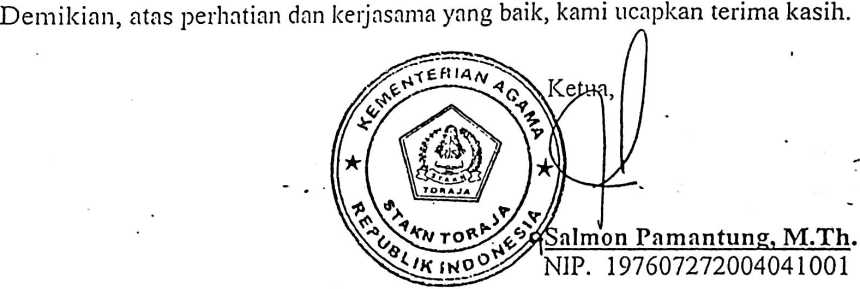 Demikian, atas perhatian dan kerjasama yang baik, kami ucapkan terima kasih.
Ketua,
KEMENTERIAN AGAMA
STAKN
TORAJA
STAKN TORAJA
REPUBLIK INDONESIA
Salmon Pamantung, M.Th.
NIP. 197607272004041001